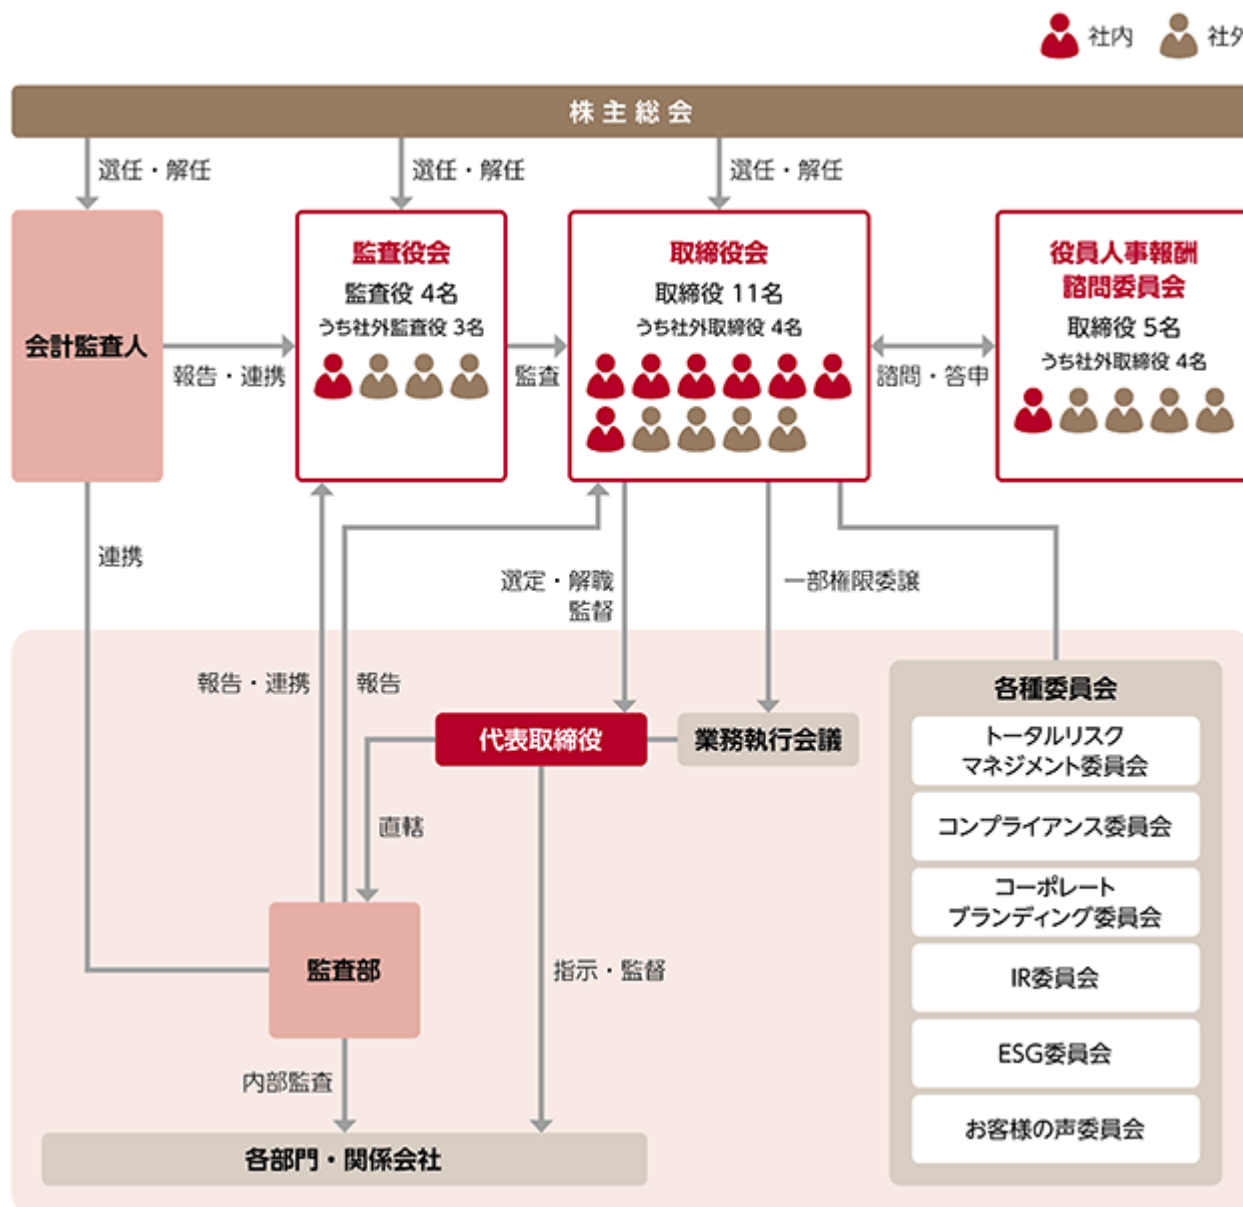 社内
社外
株主総会
選任・解任
選任・解任
選任・解任
会計監査人
報告・連携
監査役会
監査役 4名
うち社外監査役 3名
監査
取締役会
取締役 11名
うち社外取締役 4名
諮問・答申
役員人事報酬
諮問委員会
取締役 5名
うち社外取締役 4名
連携
選定・解職
監督
一部権限委譲
報告・連携
報告
代表取締役
業務執行会議
直轄
監査部
指示・監督
内部監査
各部門・関係会社
各種委員会
トータルリスク
マネジメント委員会
コンプライアンス委員会
コーポレート
ブランディング委員会
IR委員会
ESG委員会
お客様の声委員会